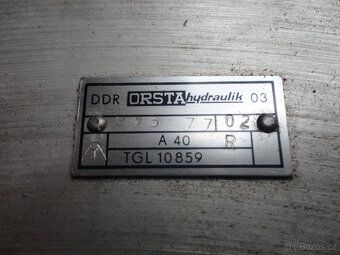 DDR ORSTA hydraulik 03
77 02
A 40 R
TGL 10859